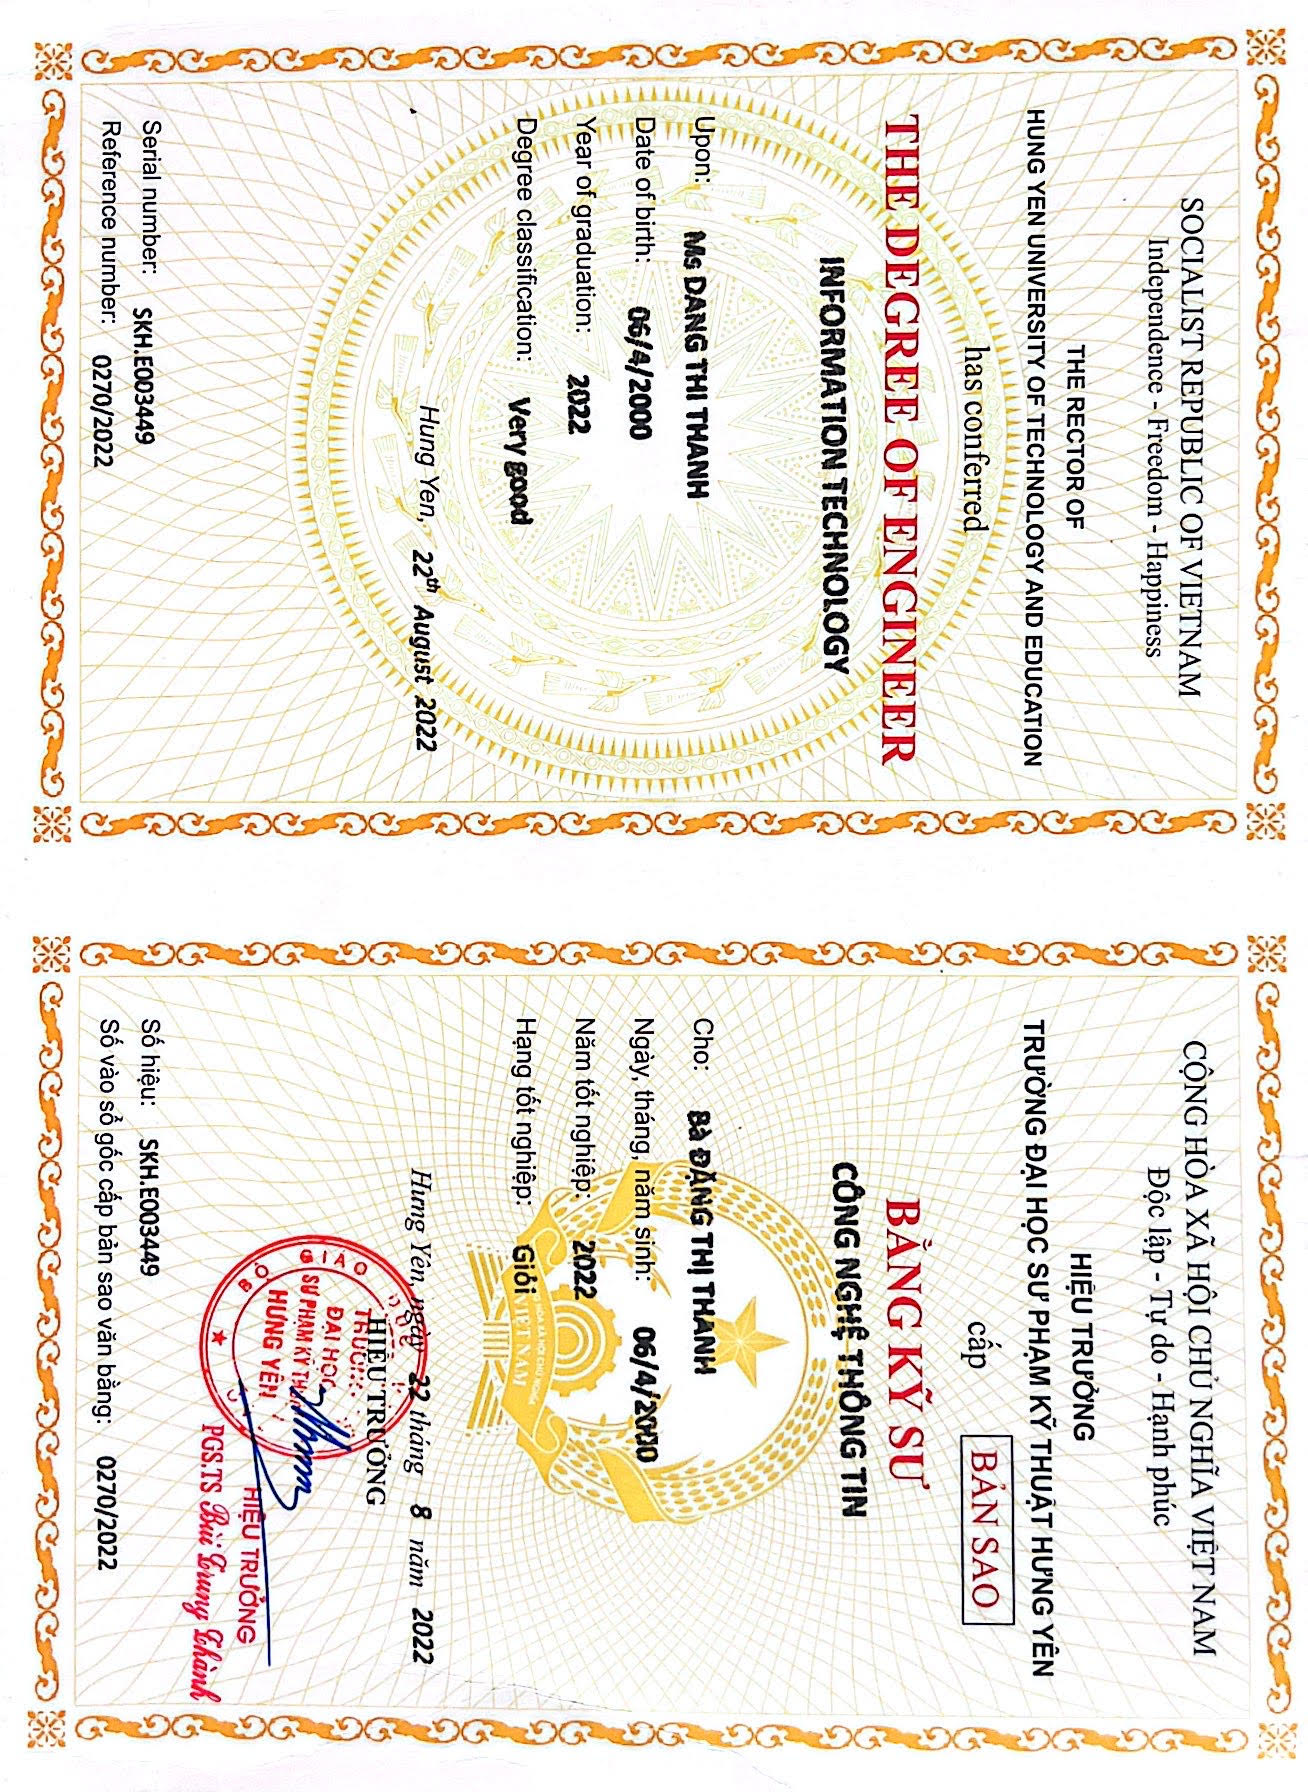 SOCIALIST REPUBLIC OF VIETNAM
Independence - Freedom - Happiness
THE RECTOR OF
HUNG YEN UNIVERSITY OF TECHNOLOGY AND EDUCATION
has conferred
THE DEGREE OF ENGINEER
INFORMATION TECHNOLOGY
Upon: Ms DANG THI THANH
Date of birth: 06/4/2000
Year of graduation: 2022
Degree classification: Very good
Hung Yen, 22th August 2022
Serial number: SKH.E003449
Reference number: 0270/2022
CỘNG HÒA XÃ HỘI CHỦ NGHĨA VIỆT NAM
Độc lập - Tự do - Hạnh phúc
HIỆU TRƯỞNG
TRƯỜNG ĐẠI HỌC SƯ PHẠM KỸ THUẬT HƯNG YÊN
cấp
BẢN SAO
BẰNG KỸ SƯ
CÔNG NGHỆ THÔNG TIN
Cho: Bà ĐẶNG THỊ THANH
Ngày, tháng, năm sinh: 06/4/2000
Năm tốt nghiệp: 2022
Hạng tốt nghiệp: Giỏi
VIỆT NAM
Hưng Yên, ngày 22 tháng 8 năm 2022
HIỆU TRƯỞNG
BỘ GIÁO
TRƯỜNG
ĐẠI HỌC
SƯ PHẠM KỸ
HƯNG YÊN
HIỆU TRƯỞNG
PGS.TS Bùi Trung Thành
Số hiệu: SKH.E003449
Số vào sổ gốc cấp bản sao văn bằng: 0270/2022